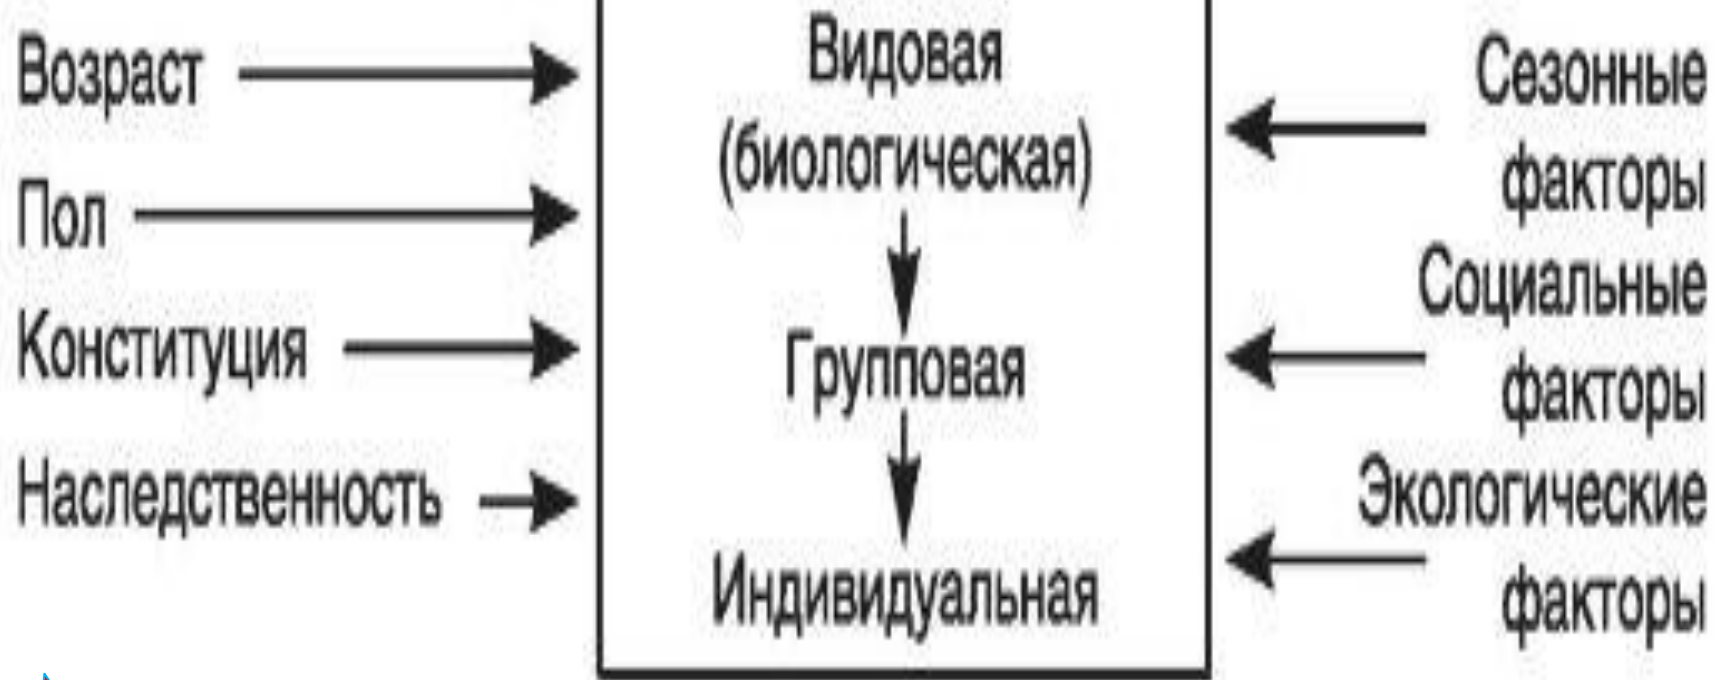 Возраст
Пол
Конституция
Наследственность
Видовая
(биологическая)
Групповая
Индивидуальная
Сезонные
факторы
Социальные
факторы
Экологические
факторы